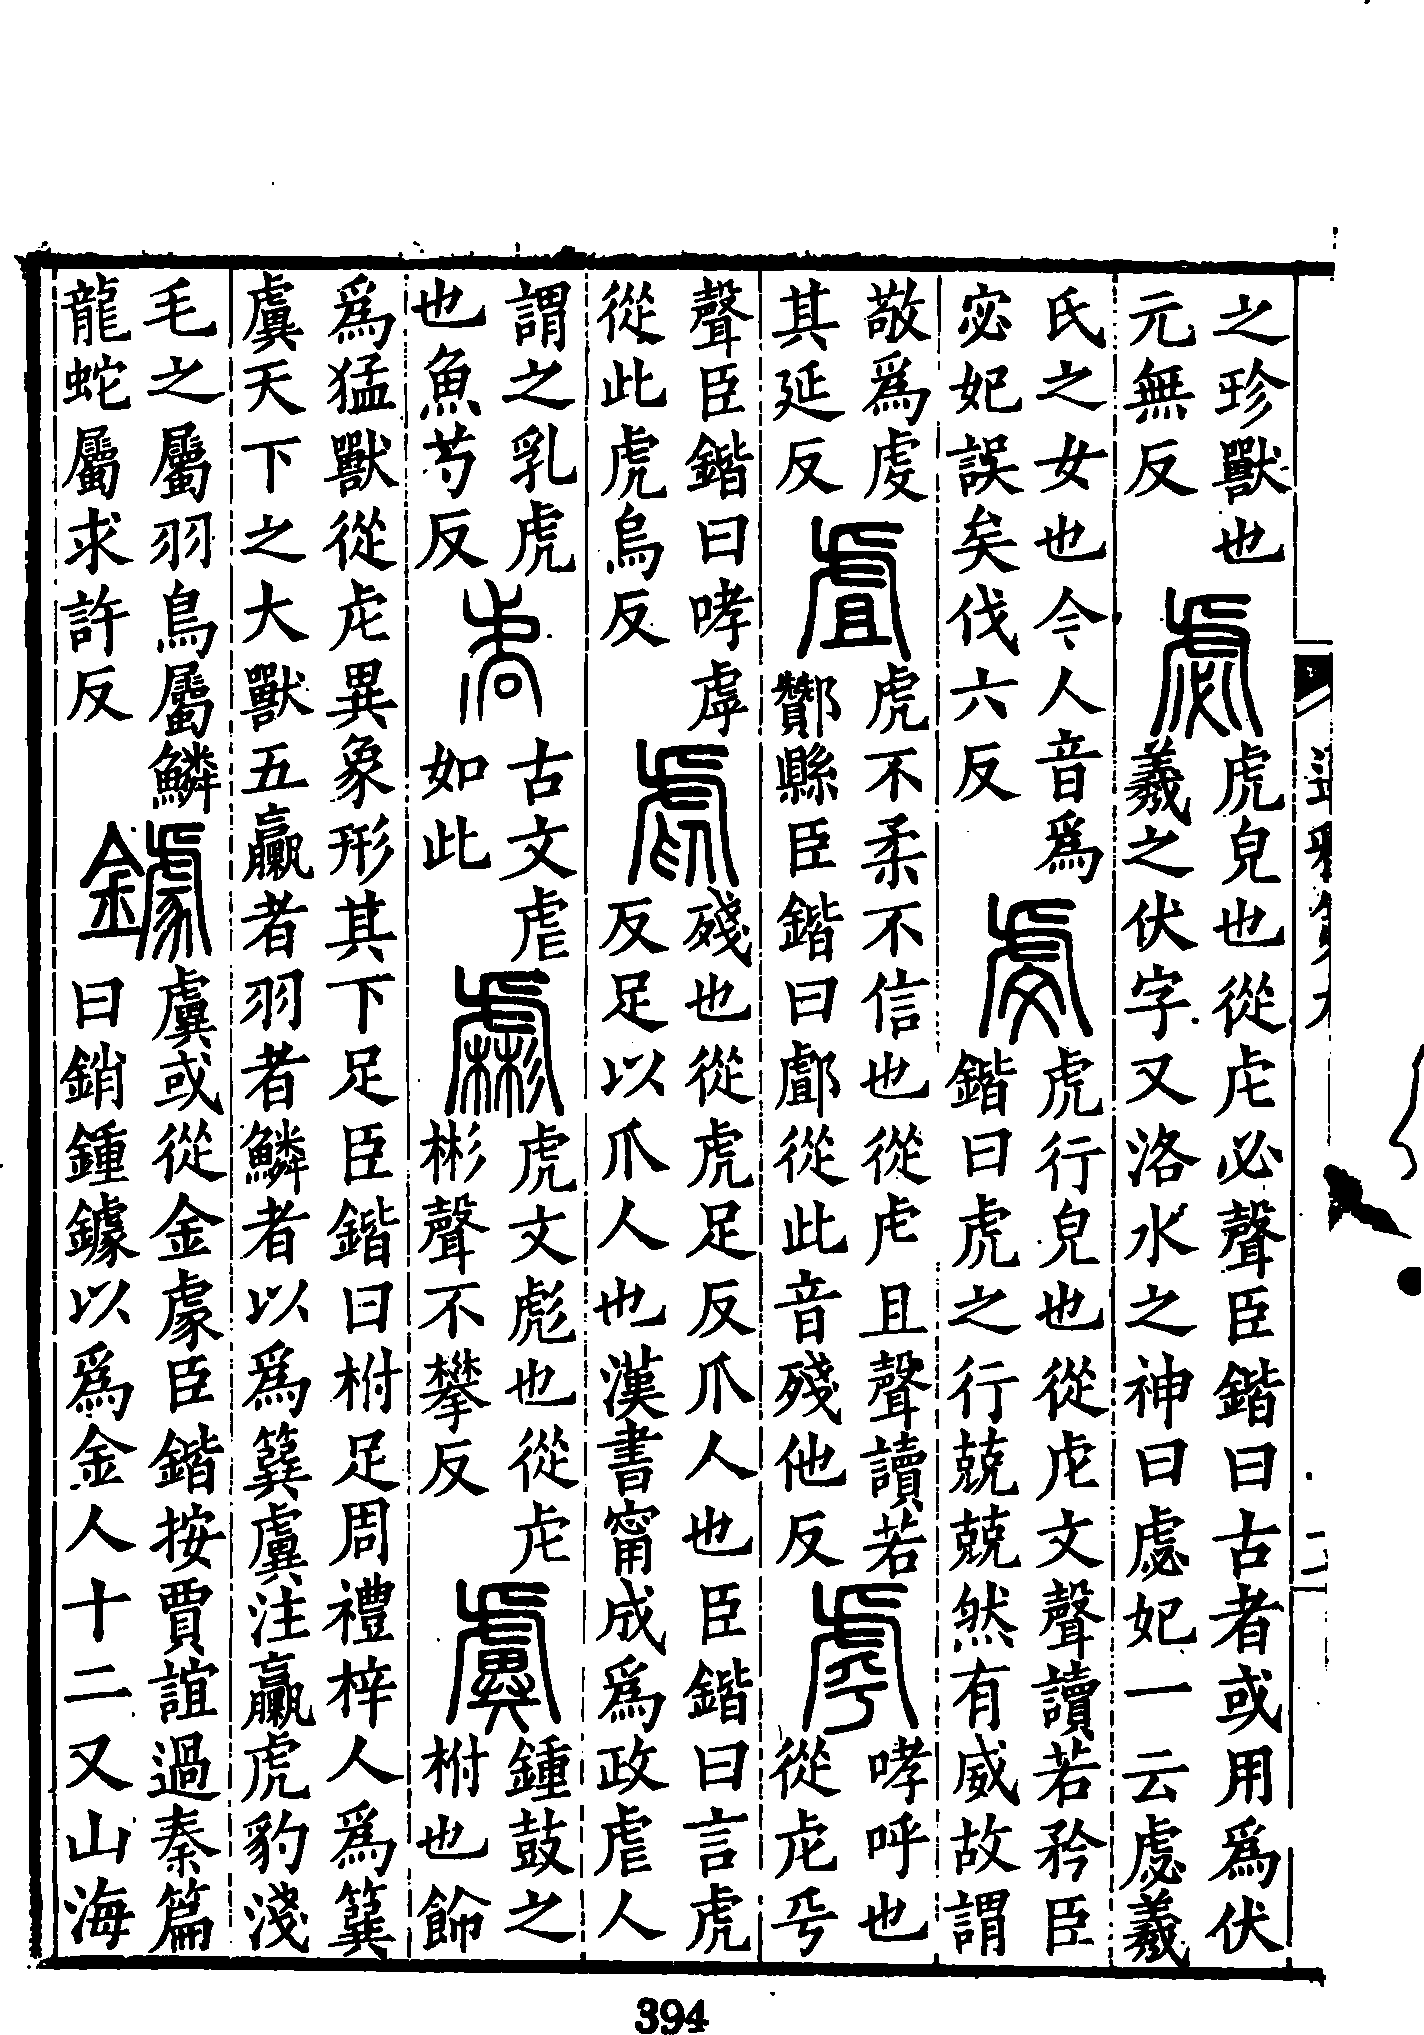 之珍獸也
元無反
虙
虎皃也從虍必聲臣鍇曰古者或用爲伏
羲之伏字又洛水之神曰虙妃一云虙羲
氏之女也今人音爲
宓妃誤矣伐六反
虔
虎行皃也從虍文聲讀若矜臣
鍇曰虎之行兢兢然有威故謂
敬爲虔
其延反
虘
虎不柔不信也從虍且聲讀若
酇縣臣鍇曰䣜從此音殘他反
虖
哮呼也
從虍乎
聲臣鍇曰哮虖
從此虎烏反
虐
殘也從虎足反爪人也臣鍇曰言虎
反足以爪人也漢書甯成爲政虐人
謂之乳虎
也魚芍反
古文虐
如此
虨
虎文彪也從虍
彬聲不攀反
虞
鍾鼓之
柎也飾
爲猛獸從虍異象形其下足臣鍇曰柎足周禮梓人爲簨
虡天下之大獸五臝者羽者鱗者以爲簨虡注臝虎豹淺
毛之屬羽鳥屬鱗
龍蛇屬求許反
鐻
虡或從金豦臣鍇按賈誼過秦篇
曰銷鍾鐻以爲金人十二又山海
二
394